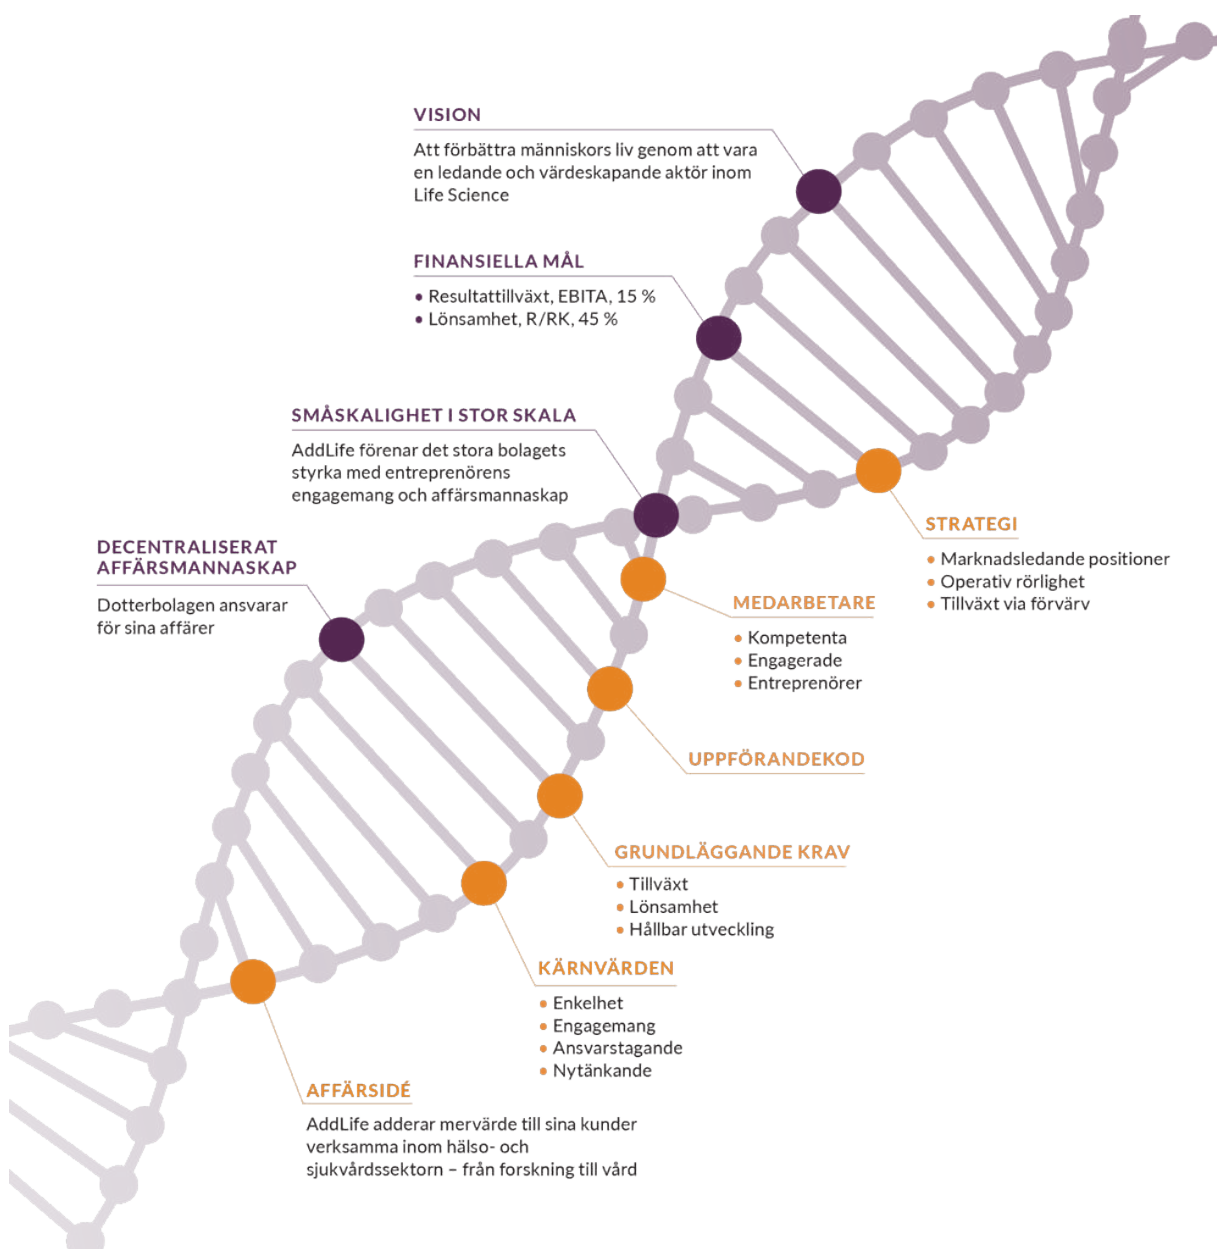 VISION
Att förbättra människors liv genom att vara
en ledande och värdeskapande aktör inom
Life Science
FINANSIELLA MÅL
• Resultattillväxt, EBITA, 15 %
• Lönsamhet, R/RK, 45 %
SMÅSKALIGHET I STOR SKALA
AddLife förenar det stora bolagets
styrka med entreprenörens
engagemang och affärsmannaskap
DECENTRALISERAT
AFFÄRSMANNASKAP
Dotterbolagen ansvarar
för sina affärer
STRATEGI
• Marknadsledande positioner
• Operativ rörlighet
• Tillväxt via förvärv
MEDARBETARE
• Kompetenta
• Engagerade
• Entreprenörer
UPPFÖRANDEKOD
GRUNDLÄGGANDE KRAV
• Tillväxt
• Lönsamhet
• Hållbar utveckling
KÄRNVÄRDEN
• Enkelhet
• Engagemang
• Ansvarstagande
• Nytänkande
AFFÄRSIDÉ
AddLife adderar mervärde till sina kunder
verksamma inom hälso- och
sjukvårdssektorn – från forskning till vård